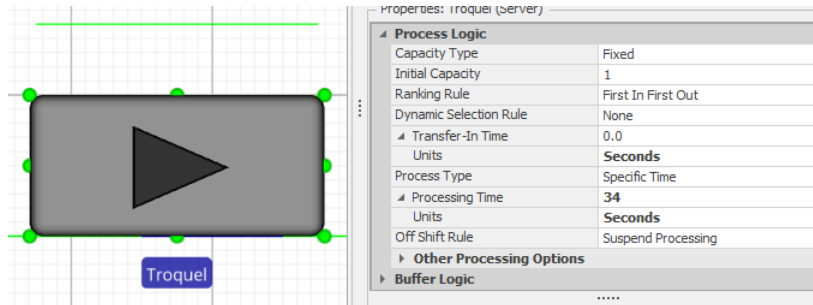 Properties: Troquel (Server)
Process Logic
Capacity Type Fixed
Initial Capacity 1
Ranking Rule First In First Out
Dynamic Selection Rule None
Transfer-In Time 0.0
Units Seconds
Process Type Specific Time
Processing Time 34
Units Seconds
Off Shift Rule Suspend Processing
Other Processing Options
Buffer Logic
Troquel